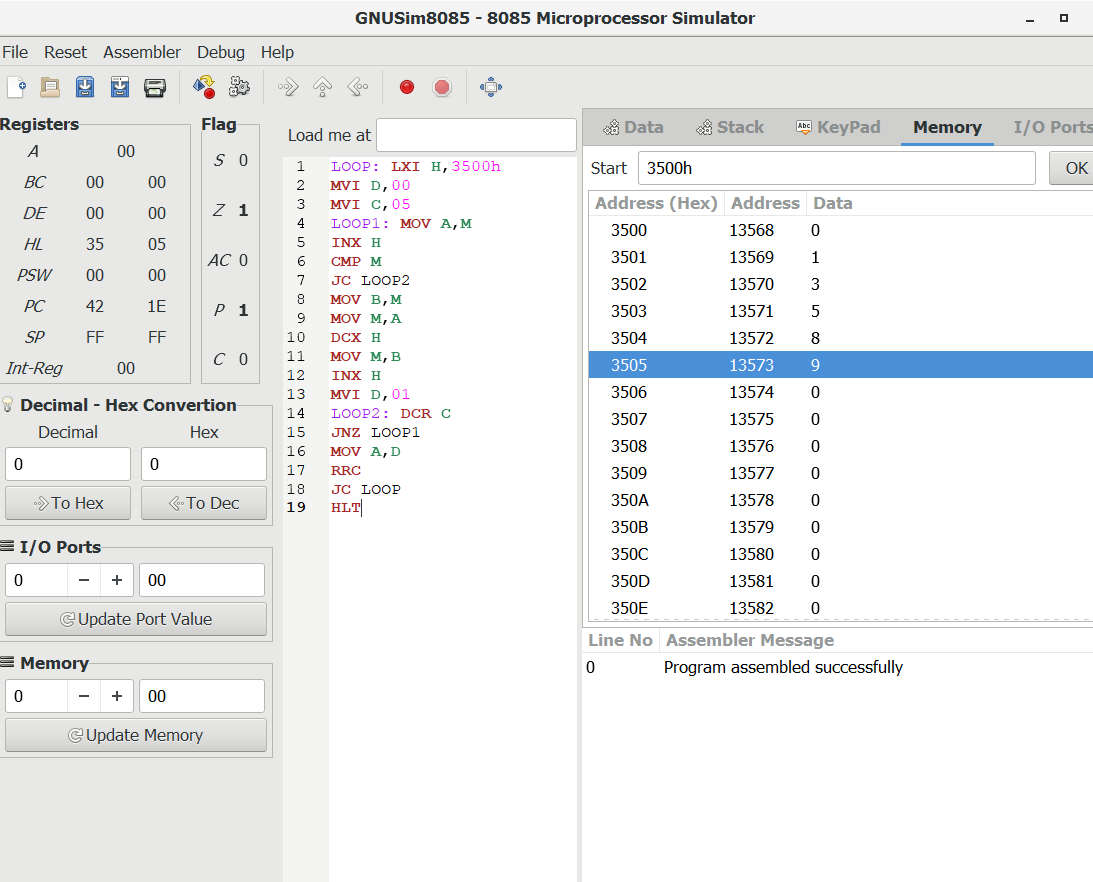 GNUSim8085 - 8085 Microprocessor Simulator
File Reset Assembler Debug Help
Registers
A 00
BC 00 00
DE 00 00
HL 35 05
PSW 00 00
PC 42 1E
SP FF FF
Int-Reg 00
Flag
S 0
Z 1
AC 0
P 1
C 0
Decimal - Hex Convertion
Decimal Hex
0 0
To Hex To Dec
I/O Ports
0 − + 00
Update Port Value
Memory
0 − + 00
Update Memory
Load me at
1 LOOP: LXI H,3500h
2 MVI D,00
3 MVI C,05
4 LOOP1: MOV A,M
5 INX H
6 CMP M
7 JC LOOP2
8 MOV B,M
9 MOV M,A
10 DCX H
11 MOV M,B
12 INX H
13 MVI D,01
14 LOOP2: DCR C
15 JNZ LOOP1
16 MOV A,D
17 RRC
18 JC LOOP
19 HLT
Data Stack Abc KeyPad Memory I/O Ports
Start 3500h OK
Address (Hex) Address Data
3500 13568 0
3501 13569 1
3502 13570 3
3503 13571 5
3504 13572 8
3505 13573 9
3506 13574 0
3507 13575 0
3508 13576 0
3509 13577 0
350A 13578 0
350B 13579 0
350C 13580 0
350D 13581 0
350E 13582 0
Line No Assembler Message
0 Program assembled successfully